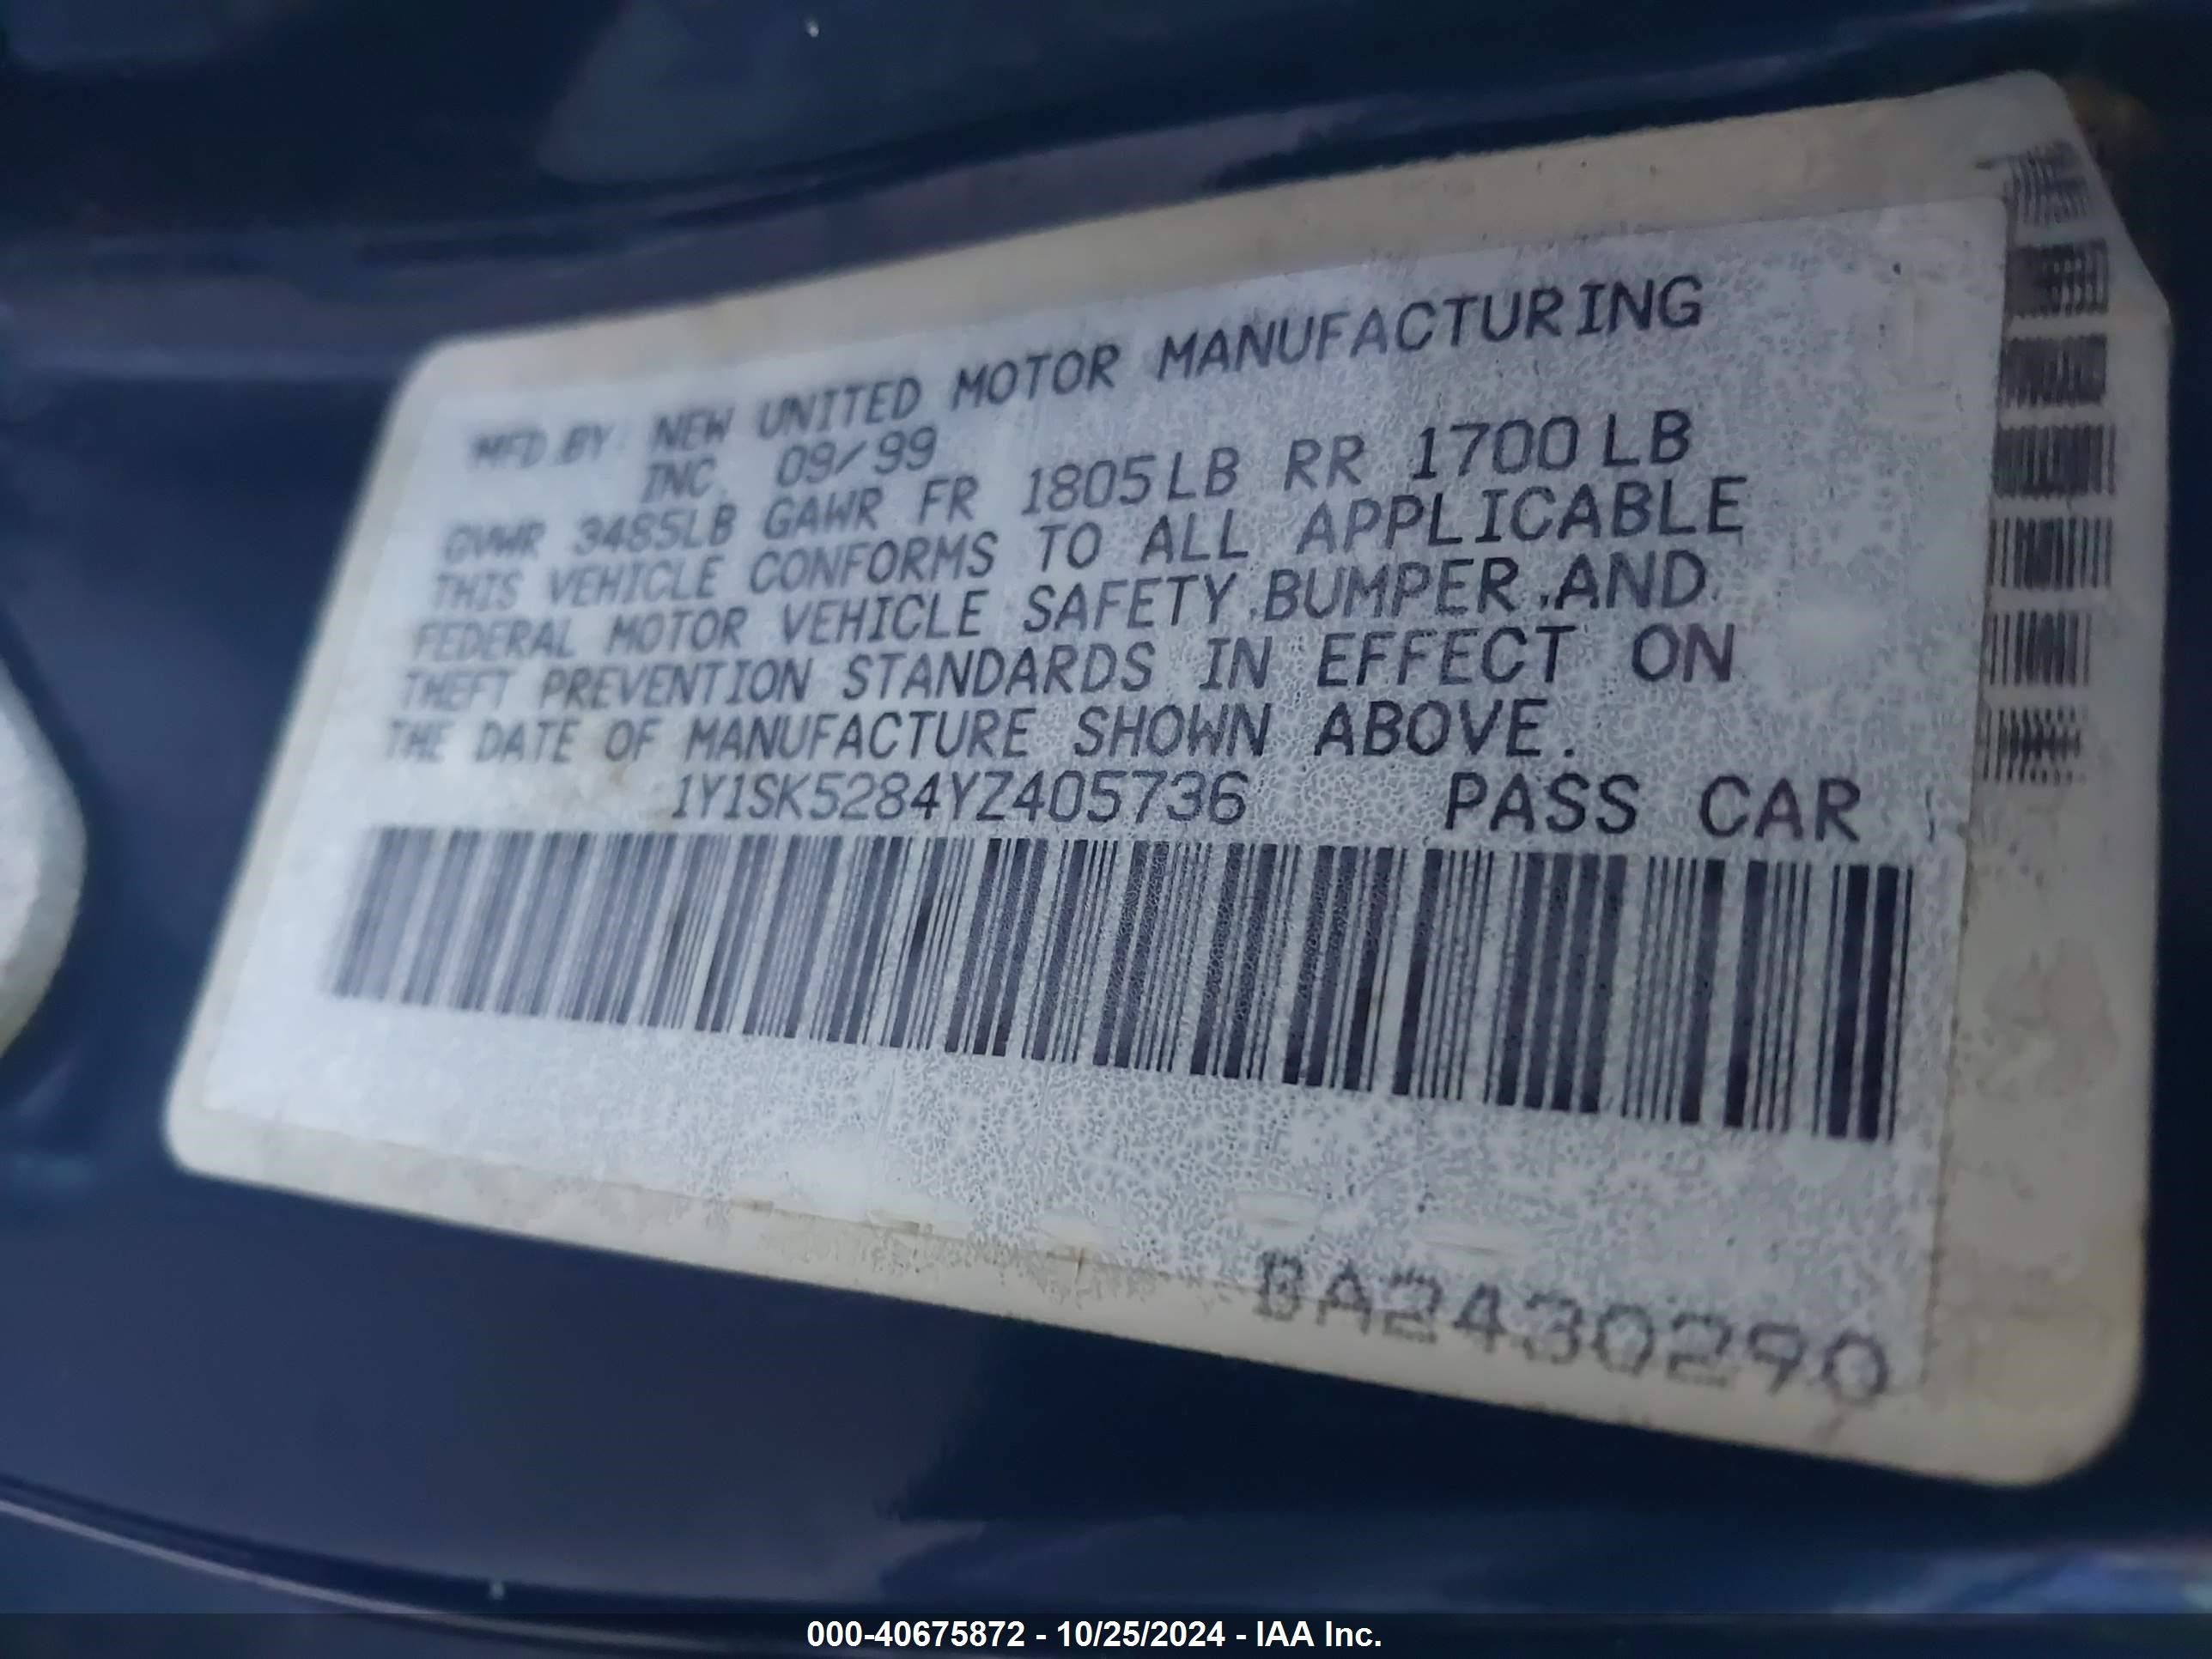 MFD.BY: NEW UNITED MOTOR MANUFACTURING
INC. 09/99
GVWR 3485LB GAWR FR 1805LB RR 1700LB
THIS VEHICLE CONFORMS TO ALL APPLICABLE
FEDERAL MOTOR VEHICLE SAFETY,BUMPER,AND
THEFT PREVENTION STANDARDS IN EFFECT ON
THE DATE OF MANUFACTURE SHOWN ABOVE.
1Y1SK5284YZ405736 PASS CAR
BA2430290
000-40675872 - 10/25/2024 - IAA Inc.